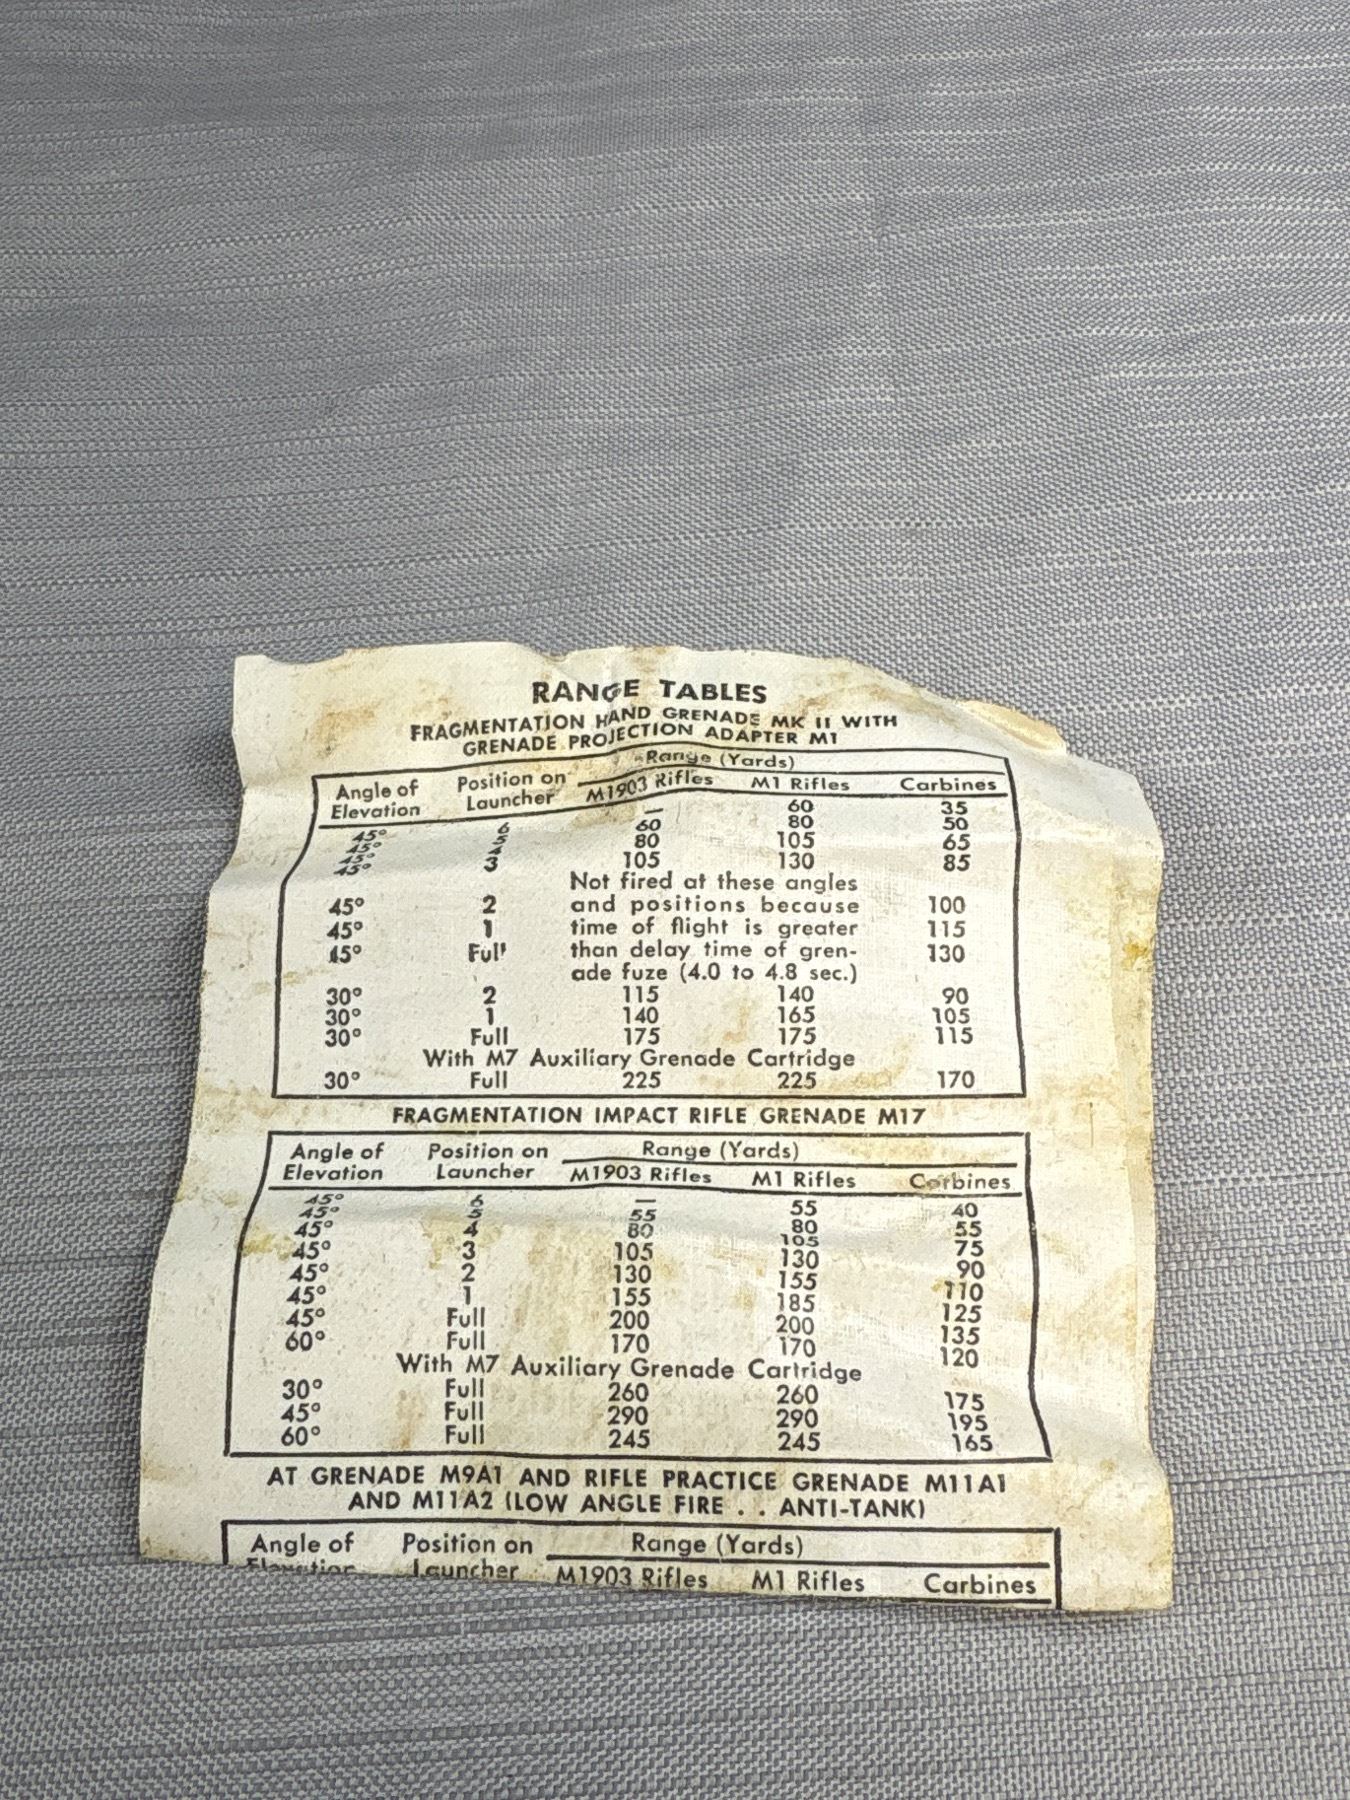 RANGE TABLES
FRAGMENTATION HAND GRENADE MK II WITH
GRENADE PROJECTION ADAPTER M1
Angle of Elevation Position on Launcher Range (Yards)
M1903 Rifles M1 Rifles Carbines
45° 6 — 60 35
45° 5 60 80 50
45° 4 80 105 65
45° 3 105 130 85
Not fired at these angles
45° 2 and positions because 100
45° 1 time of flight is greater 115
45° Full than delay time of gren- 130
ade fuze (4.0 to 4.8 sec.)
30° 2 115 140 90
30° 1 140 165 105
30° Full 175 175 115
With M7 Auxiliary Grenade Cartridge
30° Full 225 225 170
FRAGMENTATION IMPACT RIFLE GRENADE M17
Angle of Elevation Position on Launcher Range (Yards)
M1903 Rifles M1 Rifles Carbines
45° 6 — 55 40
45° 5 55 80 55
45° 4 80 105 75
45° 3 105 130 90
45° 2 130 155 110
45° 1 155 185 125
45° Full 200 200 135
60° Full 170 170 120
With M7 Auxiliary Grenade Cartridge
30° Full 260 260 175
45° Full 290 290 195
60° Full 245 245 165
AT GRENADE M9A1 AND RIFLE PRACTICE GRENADE M11A1
AND M11A2 (LOW ANGLE FIRE . . ANTI-TANK)
Angle of Elevation Position on Launcher Range (Yards)
M1903 Rifles M1 Rifles Carbines